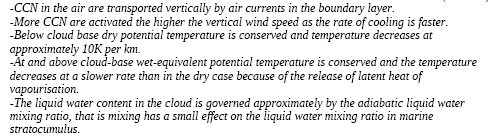 -CCN in the air are transported vertically by air currents in the boundary layer.
-More CCN are activated the higher the vertical wind speed as the rate of cooling is faster.
-Below cloud base dry potential temperature is conserved and temperature decreases at
approximately 10K per km.
-At and above cloud-base wet-equivalent potential temperature is conserved and the temperature
decreases at a slower rate than in the dry case because of the release of latent heat of
vapourisation.
-The liquid water content in the cloud is governed approximately by the adiabatic liquid water
mixing ratio, that is mixing has a small effect on the liquid water mixing ratio in marine
stratocumulus.